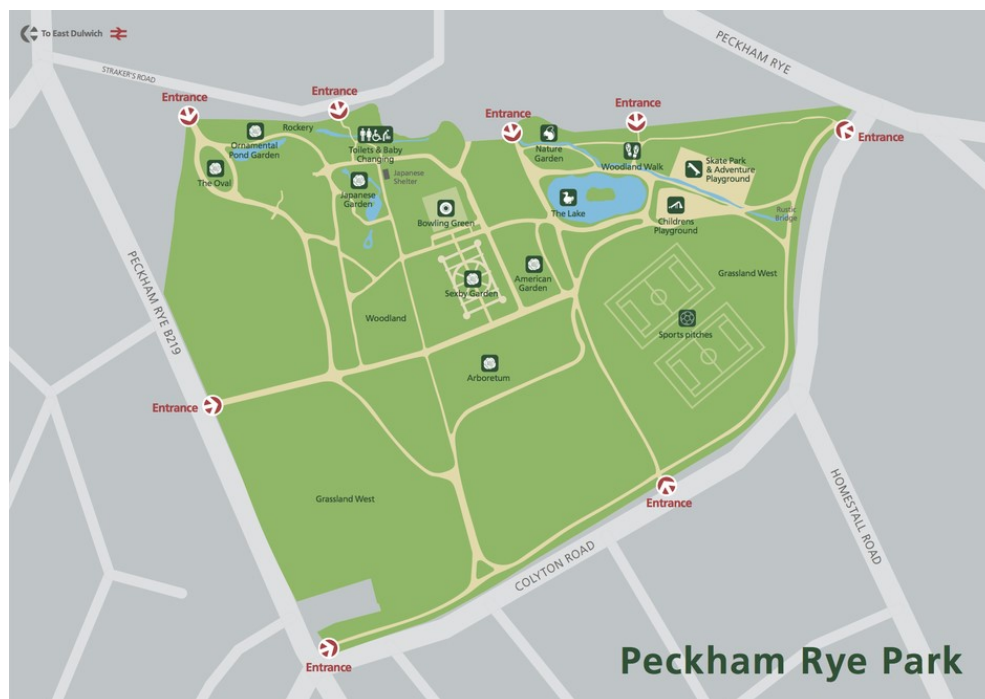 To East Dulwich
STRAKER'S ROAD
PECKHAM RYE
Entrance
Entrance
Entrance
Entrance
Entrance
Rockery
Ornamental
Pond Garden
Toilets & Baby
Changing
Nature
Garden
Woodland Walk
Skate Park
& Adventure
Playground
The Oval
Japanese
Shelter
Japanese
Garden
Bowling Green
The Lake
Childrens
Playground
Rustic
Bridge
PECKHAM RYE B219
Sexby Garden
American
Garden
Grassland West
Woodland
Sports pitches
Arboretum
Entrance
Grassland West
Entrance
HOMESTALL ROAD
COLYTON ROAD
Entrance
Peckham Rye Park